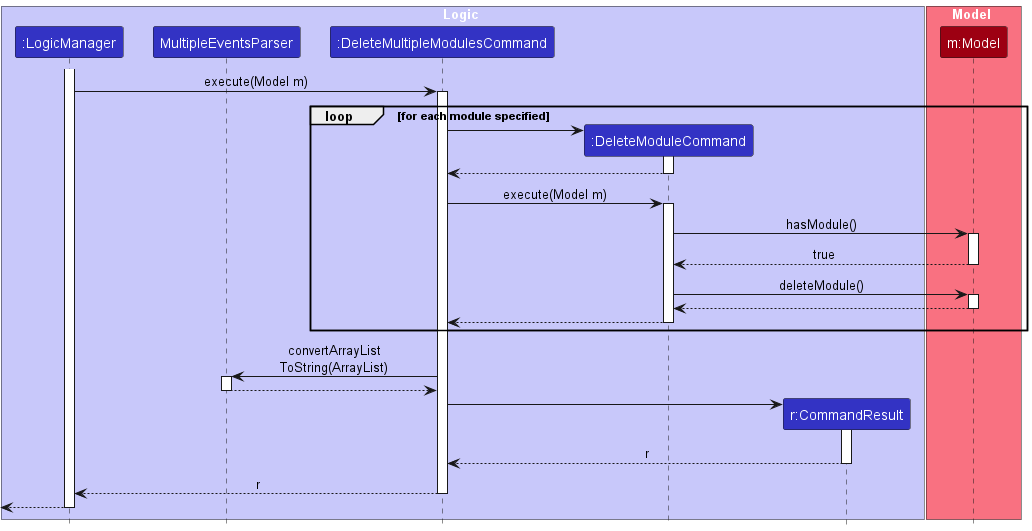 Logic
Model
:LogicManager
MultipleEventsParser
:DeleteMultipleModulesCommand
m:Model
execute(Model m)
loop
[for each module specified]
:DeleteModuleCommand
execute(Model m)
hasModule()
true
deleteModule()
convertArrayList
ToString(ArrayList)
r:CommandResult
r
r